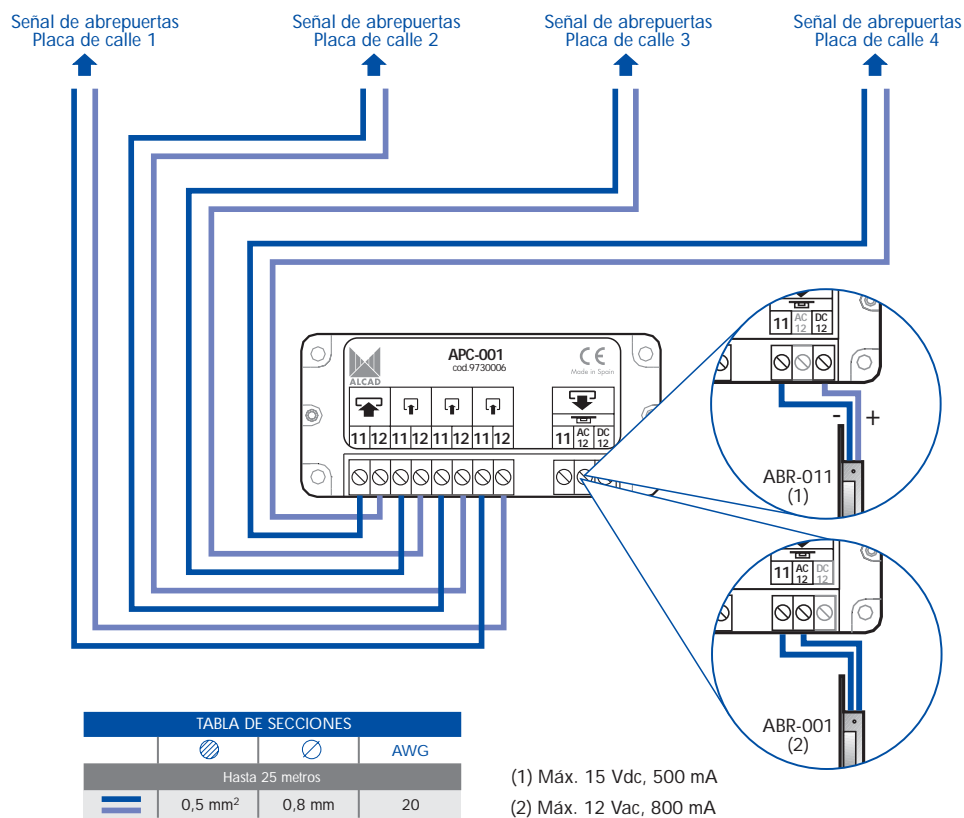 Señal de abrepuertas
Placa de calle 1
Señal de abrepuertas
Placa de calle 2
Señal de abrepuertas
Placa de calle 3
Señal de abrepuertas
Placa de calle 4
ALCAD
APC-001
cod.9730006
CE
Made in Spain
11 12 11 12 11 12 11 12
11 AC 12 DC 12
11 AC 12 DC 12
- +
ABR-011
(1)
11 AC 12 DC 12
ABR-001
(2)
TABLA DE SECCIONES
AWG
Hasta 25 metros
0,5 mm² 0,8 mm 20
(1) Máx. 15 Vdc, 500 mA
(2) Máx. 12 Vac, 800 mA